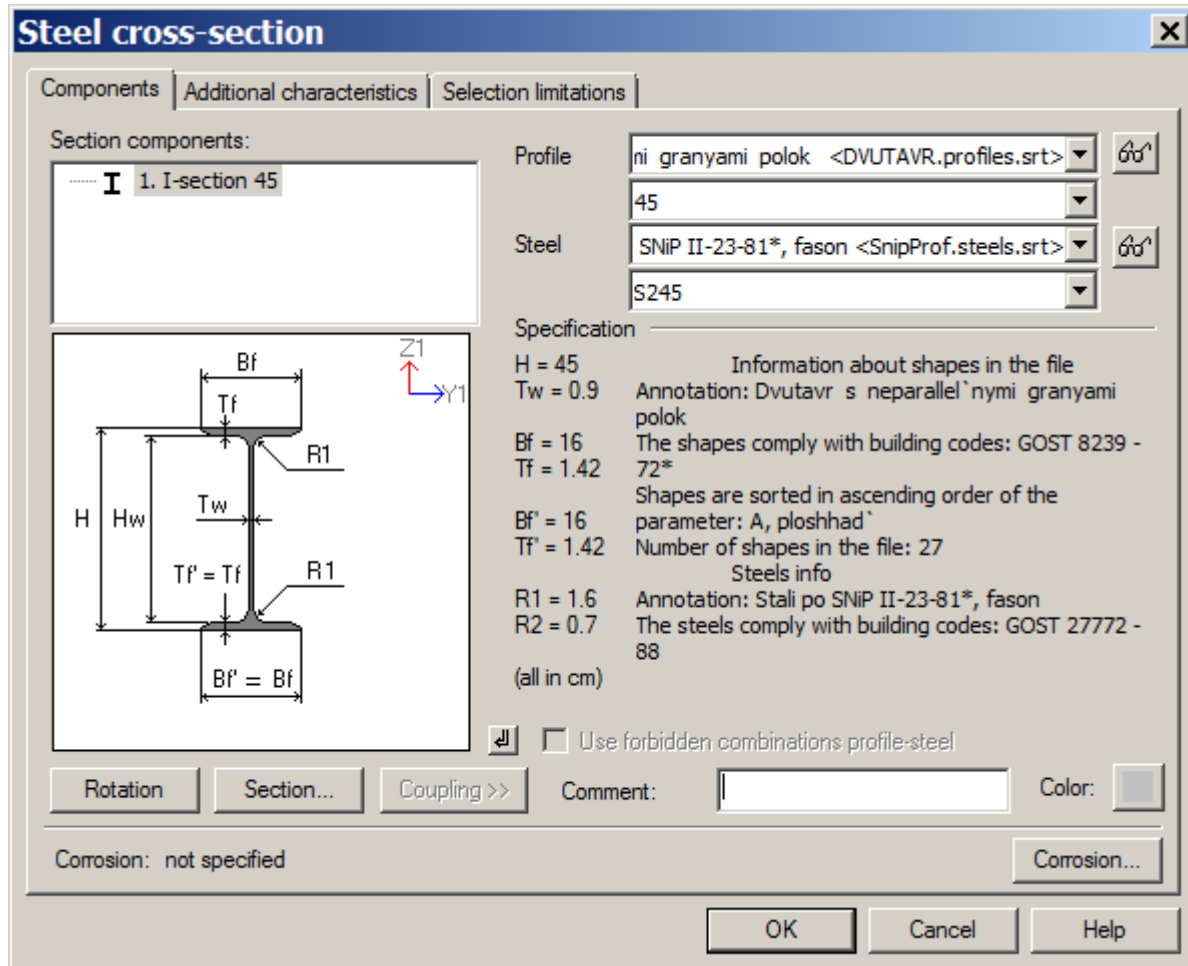 Steel cross-section
Components
Additional characteristics
Selection limitations
Section components:
1. I-section 45
Profile
ni granyami polok <DVUTAVR.profiles.srt>
45
Steel
SNiP II-23-81*, fason <SnipProf.steels.srt>
S245
Specification
H = 45
Tw = 0.9
Bf = 16
Tf = 1.42
Bf' = 16
Tf' = 1.42
R1 = 1.6
R2 = 0.7
(all in cm)
Information about shapes in the file
Annotation: Dvutavr s neparallel`nymi granyami
polok
The shapes comply with building codes: GOST 8239 -
72*
Shapes are sorted in ascending order of the
parameter: A, ploshhad`
Number of shapes in the file: 27
Steels info
Annotation: Stali po SNiP II-23-81*, fason
The steels comply with building codes: GOST 27772 -
88
Z1
Y1
Bf
Tf
R1
H
Hw
Tw
Tf' = Tf
R1
Bf' = Bf
Use forbidden combinations profile-steel
Rotation
Section...
Coupling >>
Comment:
Color:
Corrosion: not specified
Corrosion...
OK
Cancel
Help